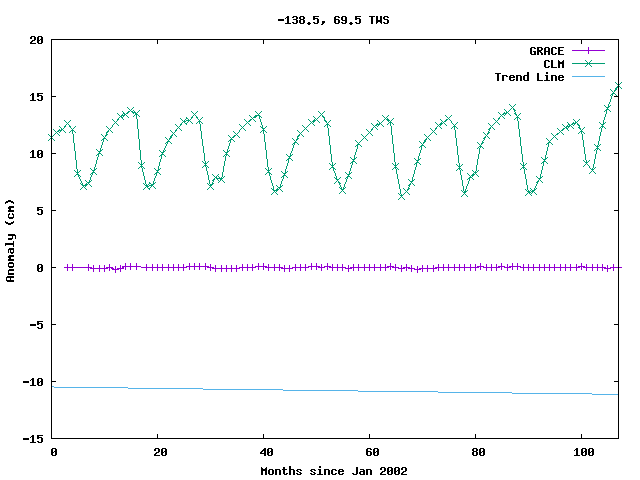 -138.5, 69.5 TWS
GRACE
CLM
Trend Line
20
15
10
5
0
-5
-10
-15
Anomaly (cm)
0 20 40 60 80 100
Months since Jan 2002